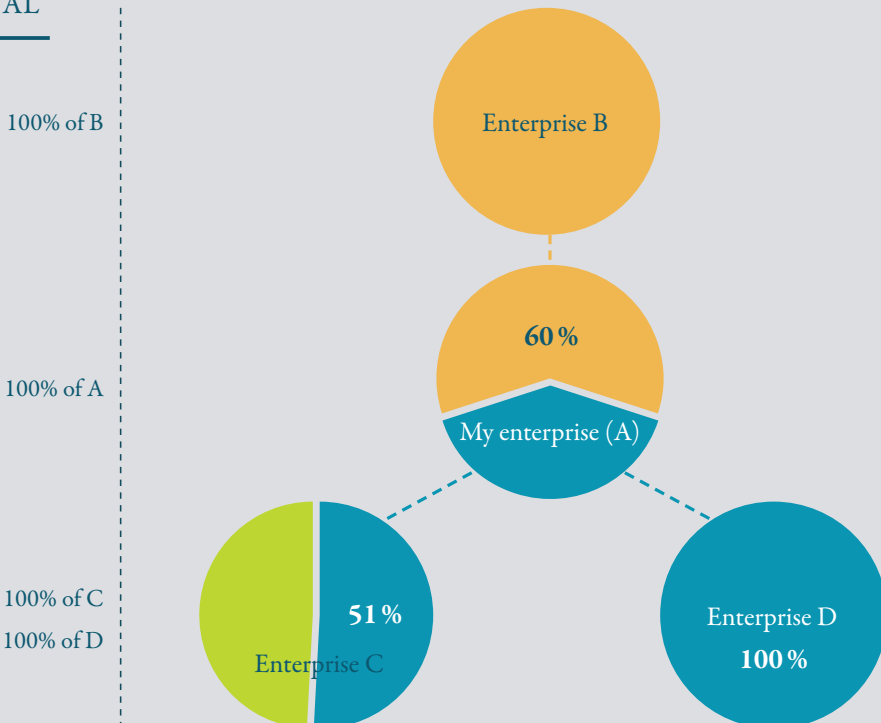 AL
100% of B
Enterprise B
60%
100% of A
My enterprise (A)
100% of C
51%
Enterprise D
100% of D
100%
Enterprise C